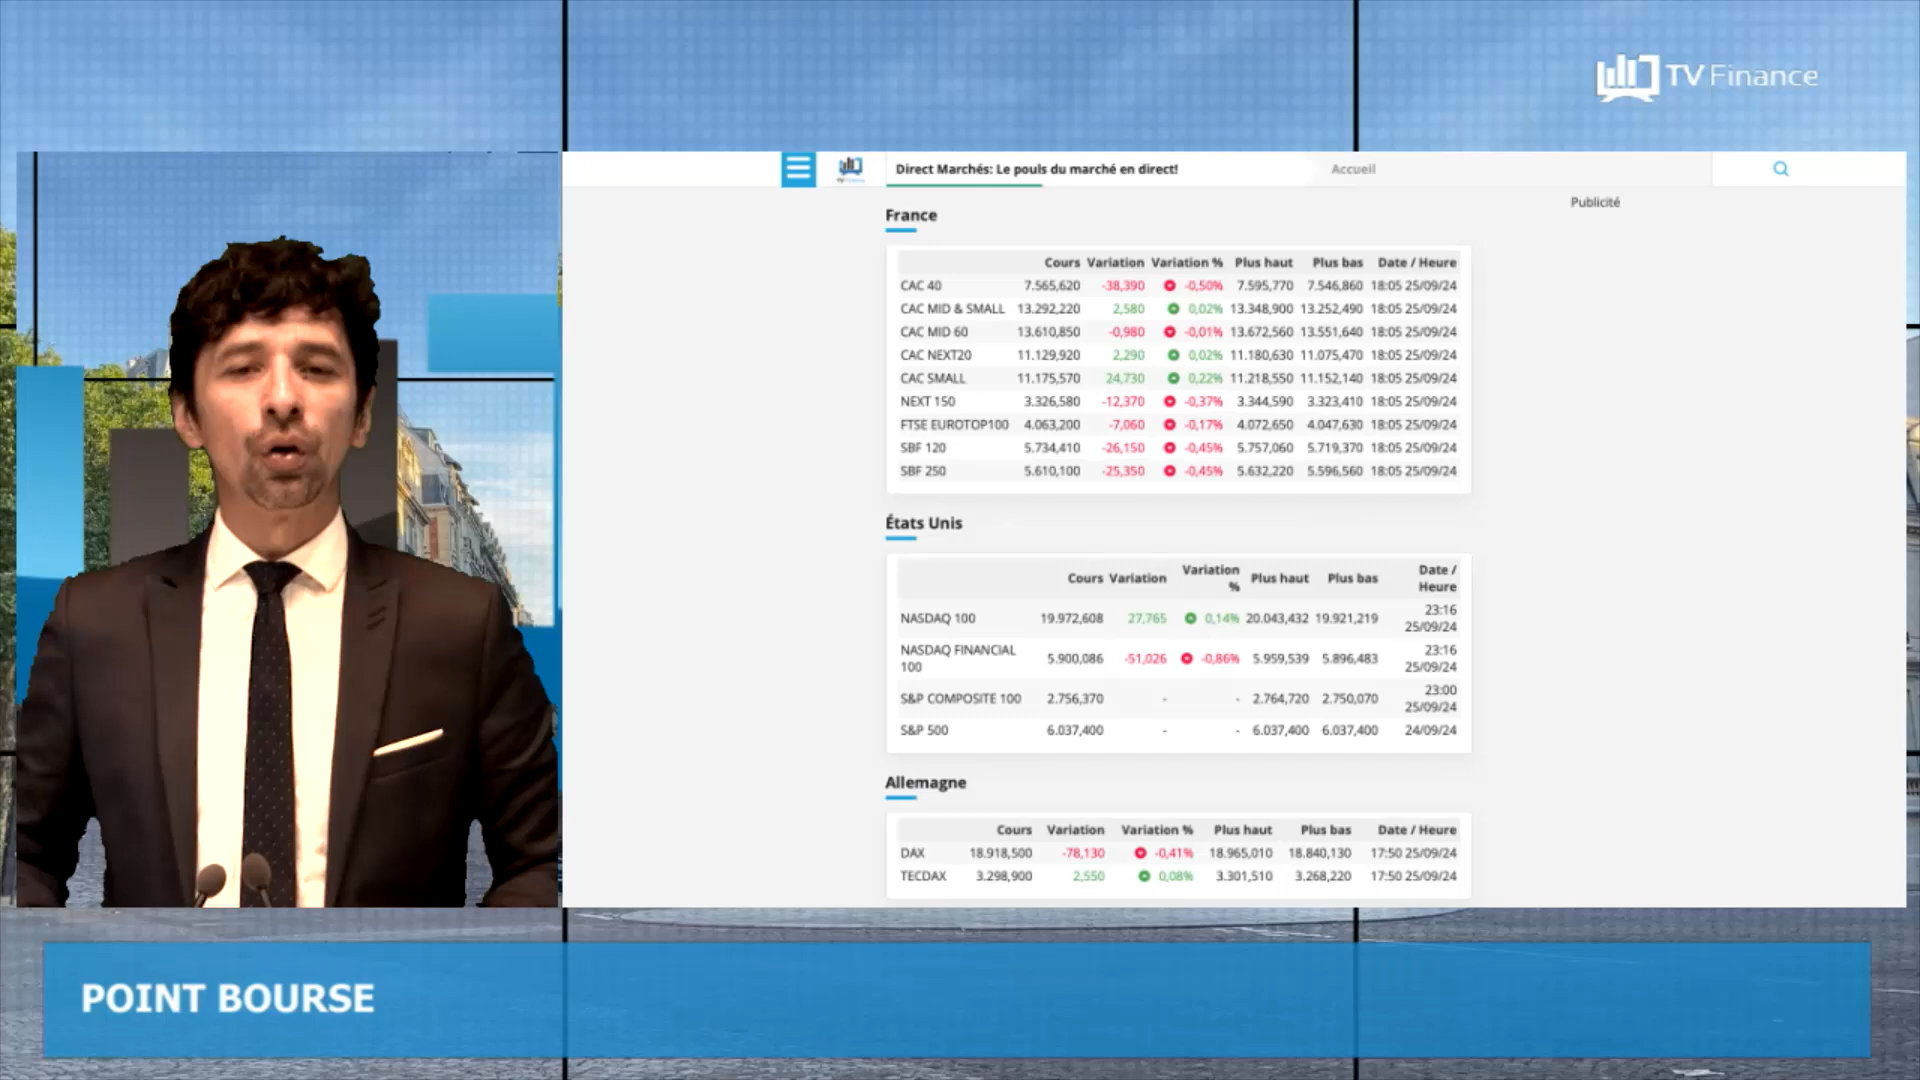 TV Finance
Direct Marchés: Le pouls du marché en direct!
Accueil
Publicité
France
Cours Variation Variation % Plus haut Plus bas Date / Heure
CAC 40 7.565,620 -38,390 -0,50% 7.595,770 7.546,860 18:05 25/09/24
CAC MID & SMALL 13.292,220 2,580 0,02% 13.348,900 13.252,490 18:05 25/09/24
CAC MID 60 13.610,850 -0,980 -0,01% 13.672,560 13.551,640 18:05 25/09/24
CAC NEXT20 11.129,920 2,290 0,02% 11.180,630 11.075,470 18:05 25/09/24
CAC SMALL 11.175,570 24,730 0,22% 11.218,550 11.152,140 18:05 25/09/24
NEXT 150 3.326,580 -12,370 -0,37% 3.344,590 3.323,410 18:05 25/09/24
FTSE EUROTOP100 4.063,200 -7,060 -0,17% 4.072,650 4.047,630 18:05 25/09/24
SBF 120 5.734,410 -26,150 -0,45% 5.757,060 5.719,370 18:05 25/09/24
SBF 250 5.610,100 -25,350 -0,45% 5.632,220 5.596,560 18:05 25/09/24
États Unis
Cours Variation Variation % Plus haut Plus bas Date / Heure
NASDAQ 100 19.972,608 27,765 0,14% 20.043,432 19.921,219 23:16 25/09/24
NASDAQ FINANCIAL 100 5.900,086 -51,026 -0,86% 5.959,539 5.896,483 23:16 25/09/24
S&P COMPOSITE 100 2.756,370 - - 2.764,720 2.750,070 23:00 25/09/24
S&P 500 6.037,400 - - 6.037,400 6.037,400 24/09/24
Allemagne
Cours Variation Variation % Plus haut Plus bas Date / Heure
DAX 18.918,500 -78,130 -0,41% 18.965,010 18.840,130 17:50 25/09/24
TECDAX 3.298,900 2,550 0,08% 3.301,510 3.268,220 17:50 25/09/24
POINT BOURSE